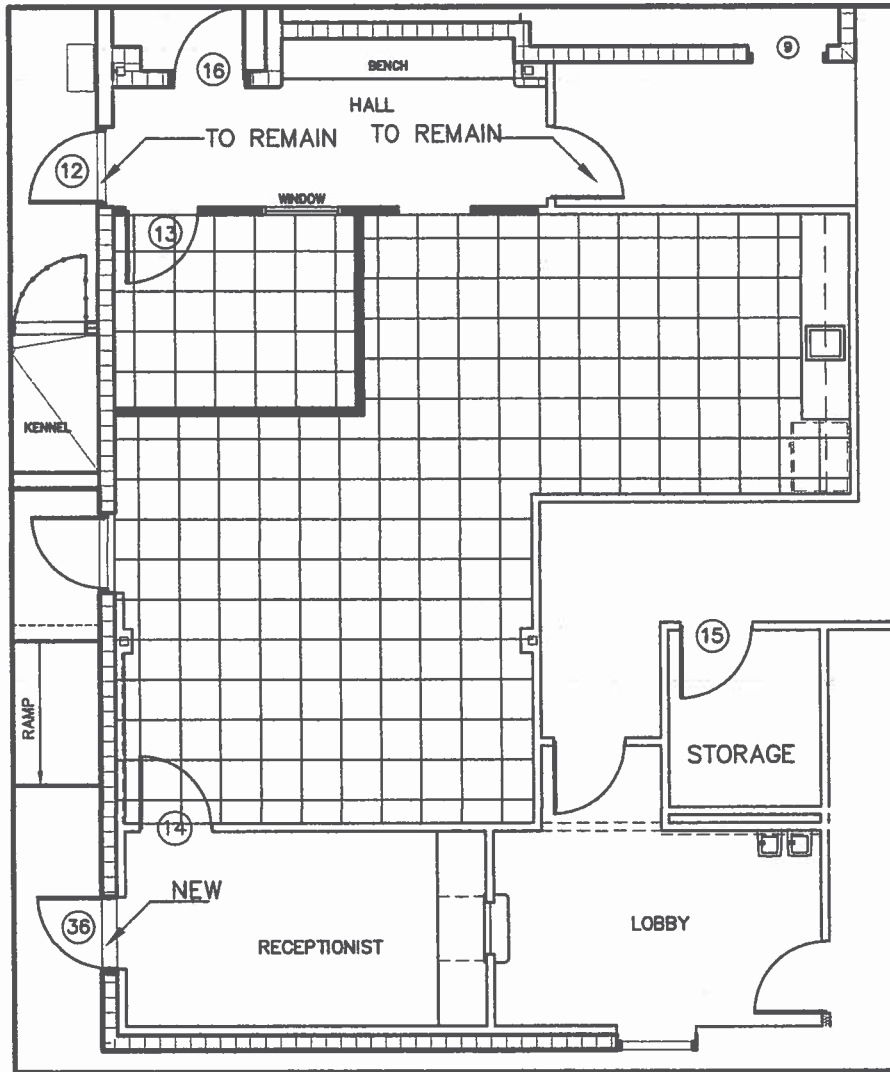 9
16
BENCH
HALL
TO REMAIN TO REMAIN
12
WINDOW
13
KENNEL
15
RAMP
STORAGE
14
NEW
36
RECEPTIONIST
LOBBY